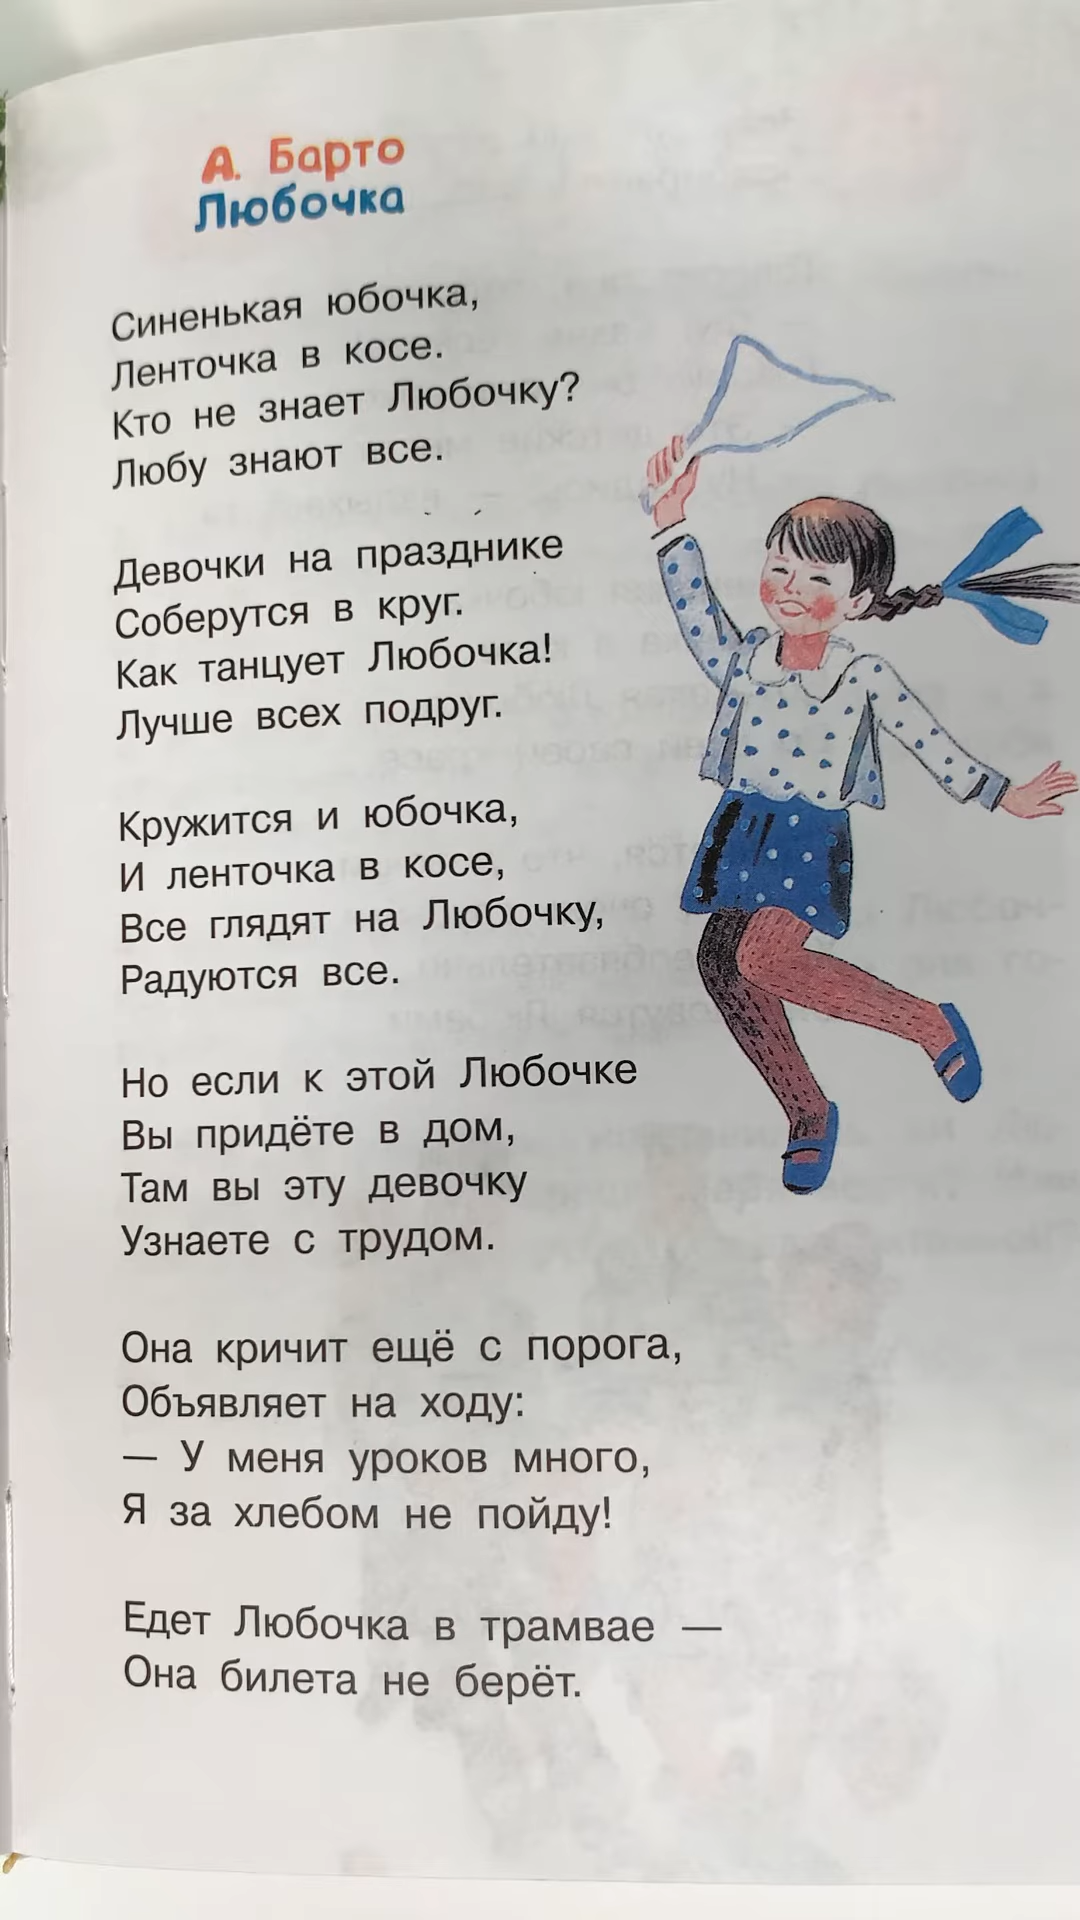 А. Барто
Любочка
Синенькая юбочка,
Ленточка в косе.
Кто не знает Любочку?
Любу знают все.
Девочки на празднике
Соберутся в круг.
Как танцует Любочка!
Лучше всех подруг.
Кружится и юбочка,
И ленточка в косе,
Все глядят на Любочку,
Радуются все.
Но если к этой Любочке
Вы придёте в дом,
Там вы эту девочку
Узнаете с трудом.
Она кричит ещё с порога,
Объявляет на ходу:
— У меня уроков много,
Я за хлебом не пойду!
Едет Любочка в трамвае —
Она билета не берёт.